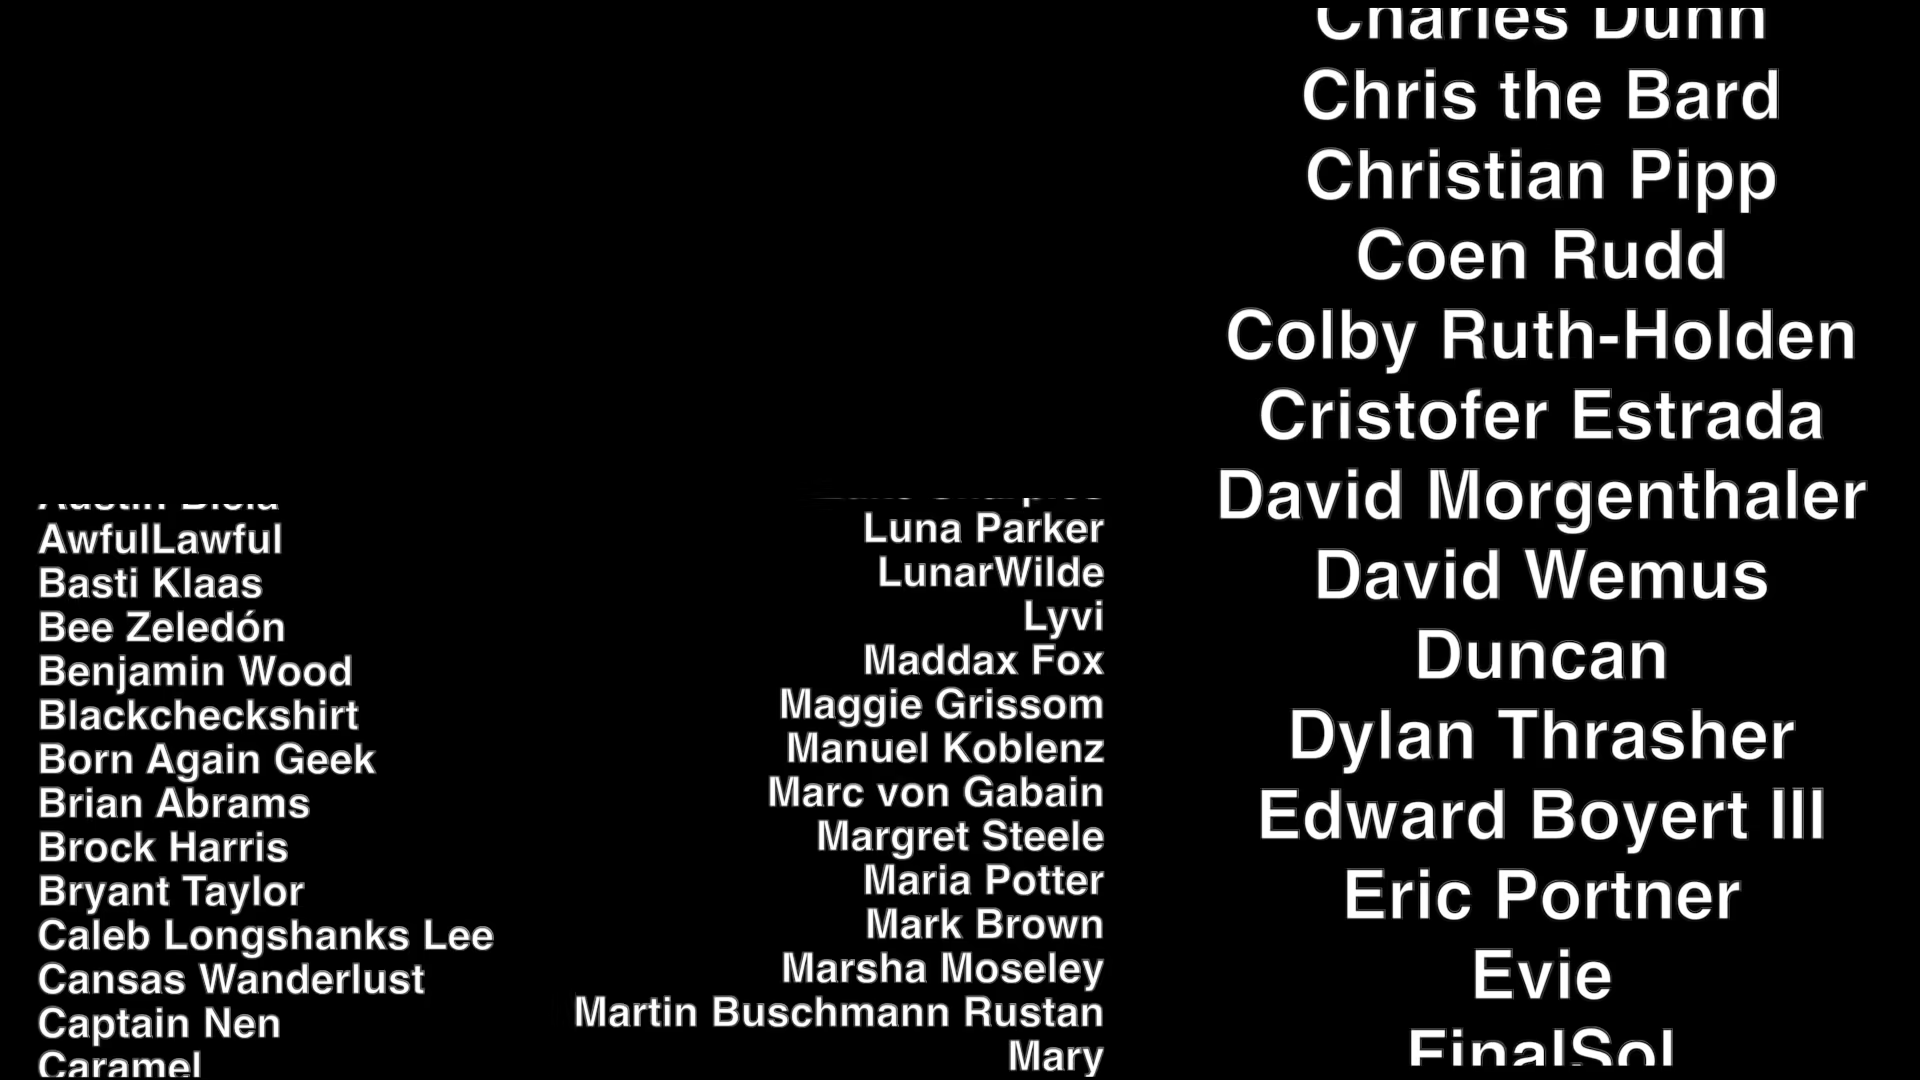 AwfulLawful
Basti Klaas
Bee Zeledón
Benjamin Wood
Blackcheckshirt
Born Again Geek
Brian Abrams
Brock Harris
Bryant Taylor
Caleb Longshanks Lee
Cansas Wanderlust
Captain Nen
Caramel
Luna Parker
LunarWilde
Lyvi
Maddax Fox
Maggie Grissom
Manuel Koblenz
Marc von Gabain
Margret Steele
Maria Potter
Mark Brown
Marsha Moseley
Martin Buschmann Rustan
Mary
Charles Dunn
Chris the Bard
Christian Pipp
Coen Rudd
Colby Ruth-Holden
Cristofer Estrada
David Morgenthaler
David Wemus
Duncan
Dylan Thrasher
Edward Boyert III
Eric Portner
Evie
FinalSol